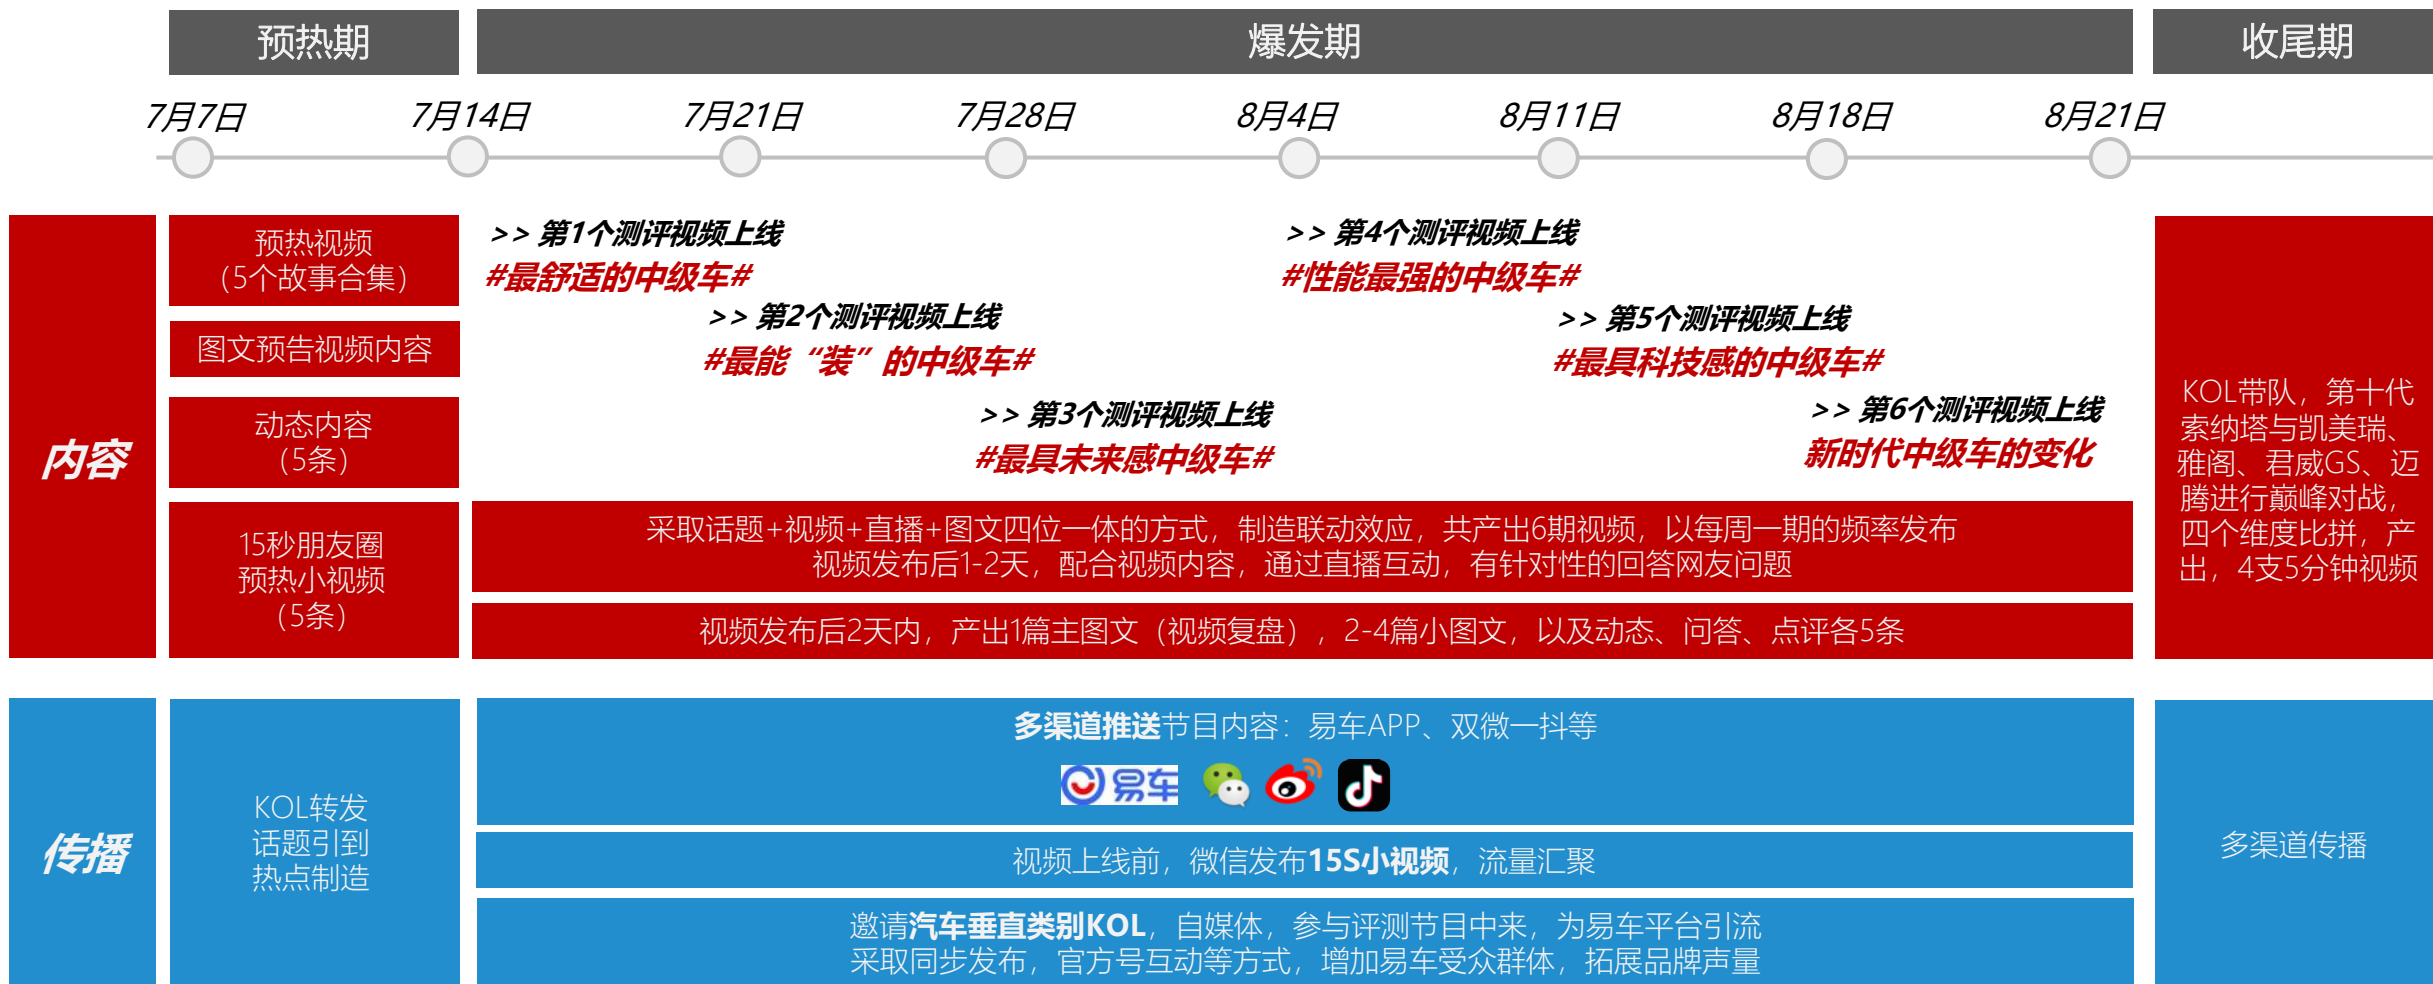 预热期
爆发期
收尾期
7月7日
7月14日
7月21日
7月28日
8月4日
8月11日
8月18日
8月21日
内容
预热视频
（5个故事合集）
图文预告视频内容
动态内容
（5条）
15秒朋友圈
预热小视频
（5条）
>> 第1个测评视频上线
#最舒适的中级车#
>> 第2个测评视频上线
#最能“装”的中级车#
>> 第3个测评视频上线
#最具未来感中级车#
>> 第4个测评视频上线
#性能最强的中级车#
>> 第5个测评视频上线
#最具科技感的中级车#
>> 第6个测评视频上线
新时代中级车的变化
采取话题+视频+直播+图文四位一体的方式，制造联动效应，共产出6期视频，以每周一期的频率发布
视频发布后1-2天，配合视频内容，通过直播互动，有针对性的回答网友问题
视频发布后2天内，产出1篇主图文（视频复盘），2-4篇小图文，以及动态、问答、点评各5条
KOL带队，第十代
索纳塔与凯美瑞、
雅阁、君威GS、迈
腾进行巅峰对战，
四个维度比拼，产
出，4支5分钟视频
传播
KOL转发
话题引到
热点制造
多渠道推送节目内容：易车APP、双微一抖等
易车
视频上线前，微信发布15S小视频，流量汇聚
邀请汽车垂直类别KOL，自媒体，参与评测节目中来，为易车平台引流
采取同步发布，官方号互动等方式，增加易车受众群体，拓展品牌声量
多渠道传播